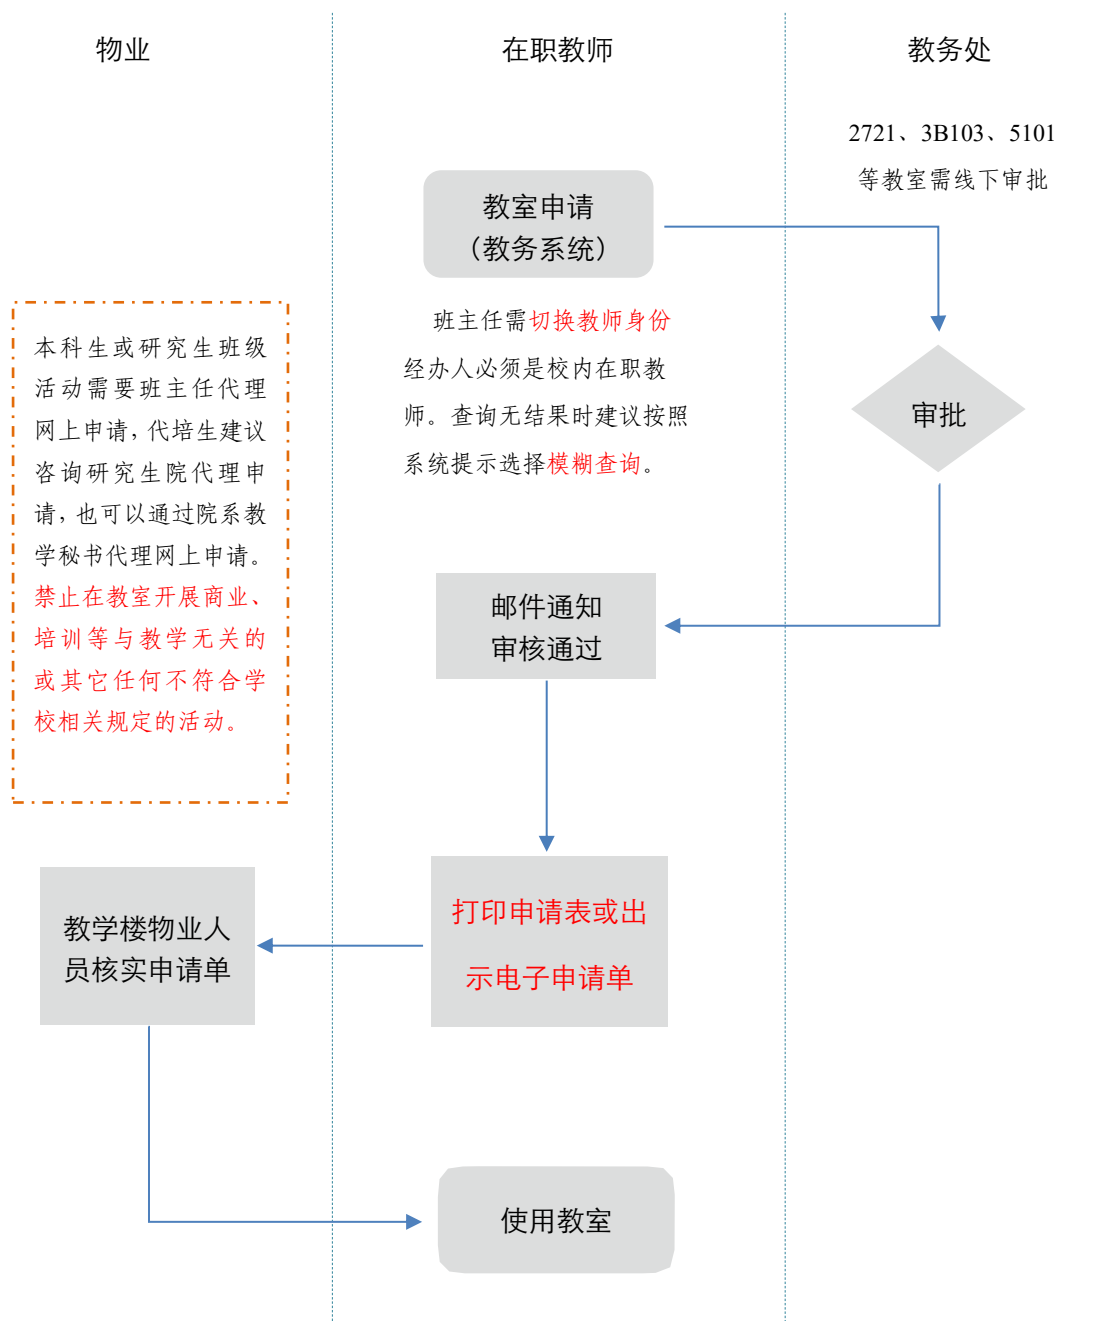 物业
在职教师
教务处
2721、3B103、5101
等教室需线下审批
教室申请
（教务系统）
班主任需切换教师身份
经办人必须是校内在职教
师。查询无结果时建议按照
系统提示选择模糊查询。
本科生或研究生班级
活动需要班主任代理
网上申请，代培生建议
咨询研究生院代理申
请，也可以通过院系教
学秘书代理网上申请。
禁止在教室开展商业、
培训等与教学无关的
或其它任何不符合学
校相关规定的活动。
审批
邮件通知
审核通过
打印申请表或出
示电子申请单
教学楼物业人
员核实申请单
使用教室